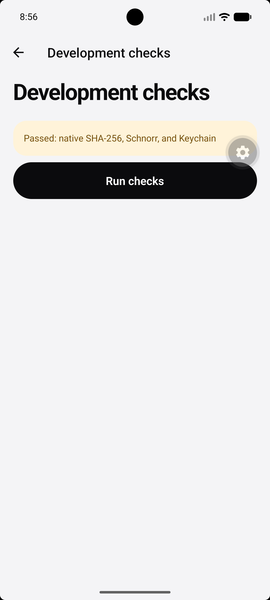 8:56
Development checks
Development checks
Passed: native SHA-256, Schnorr, and Keychain
Run checks